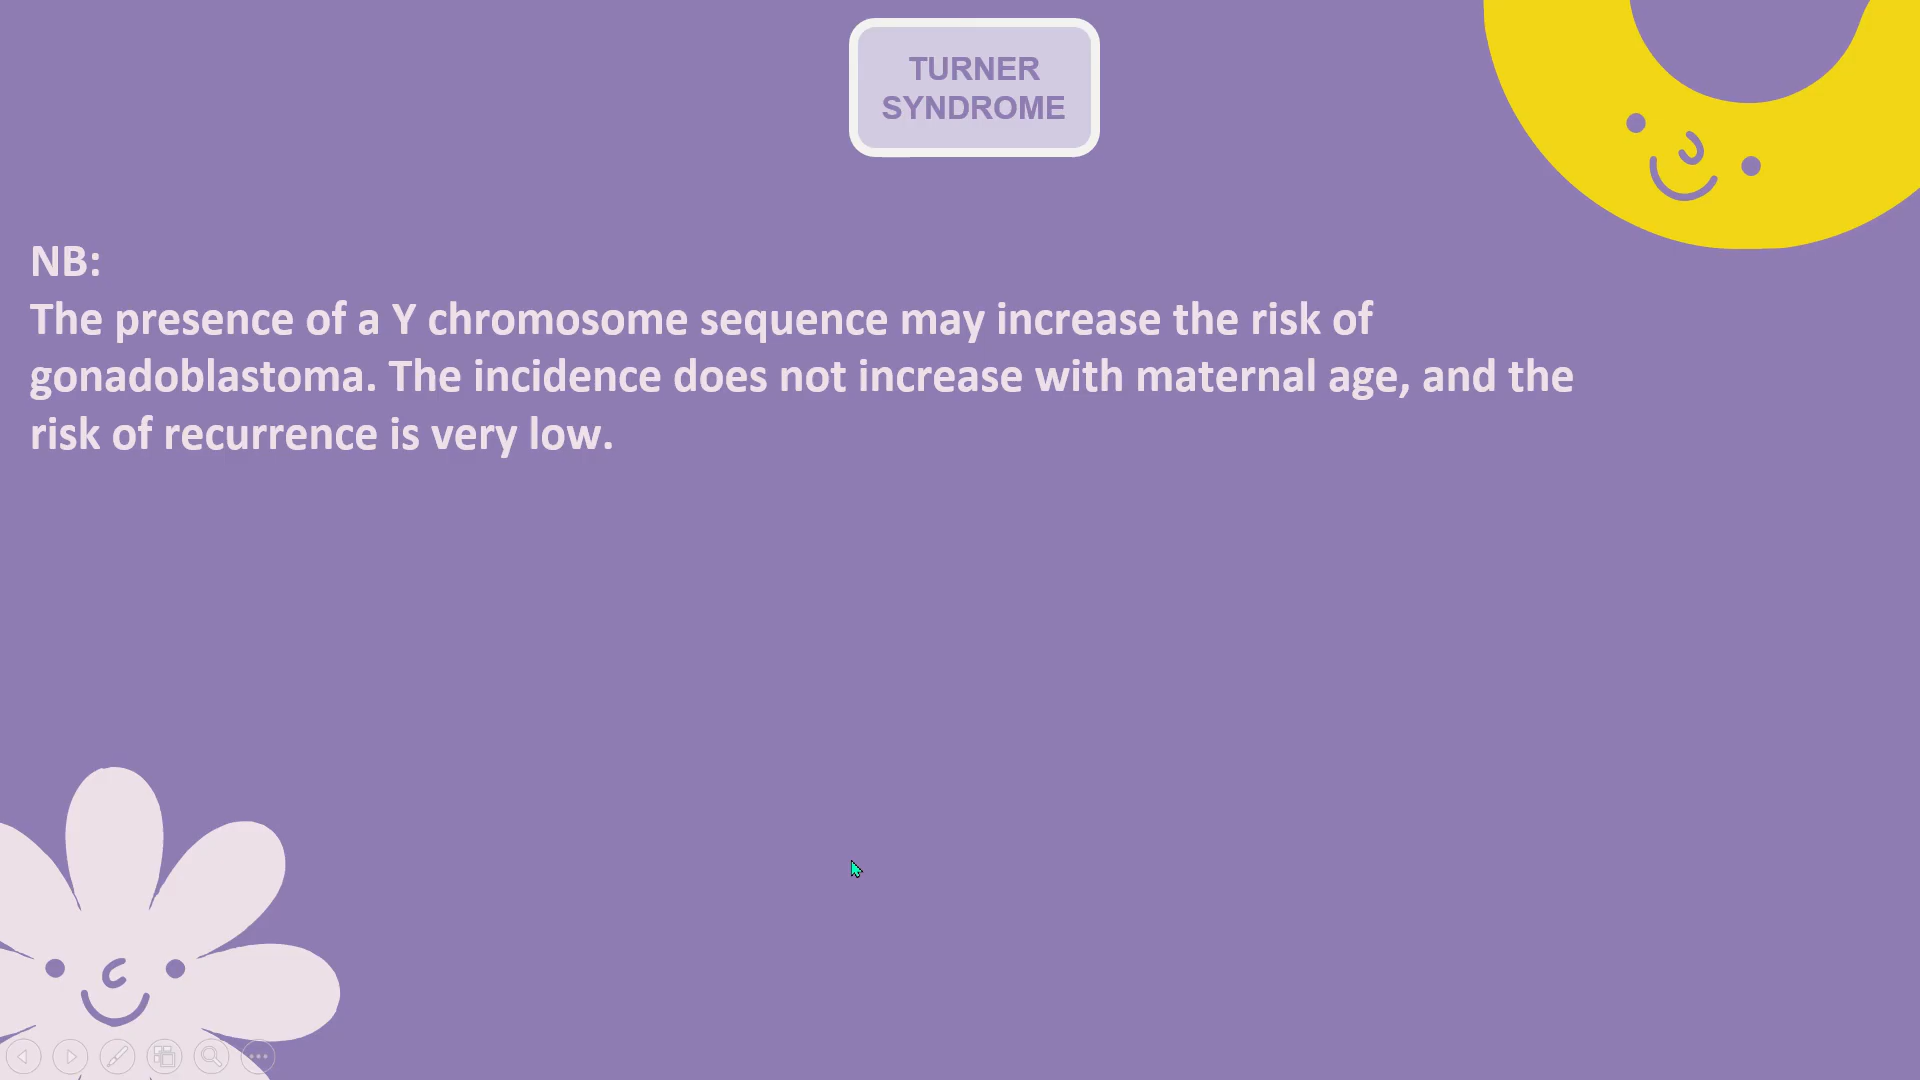 TURNER
SYNDROME
NB:
The presence of a Y chromosome sequence may increase the risk of
gonadoblastoma. The incidence does not increase with maternal age, and the
risk of recurrence is very low.